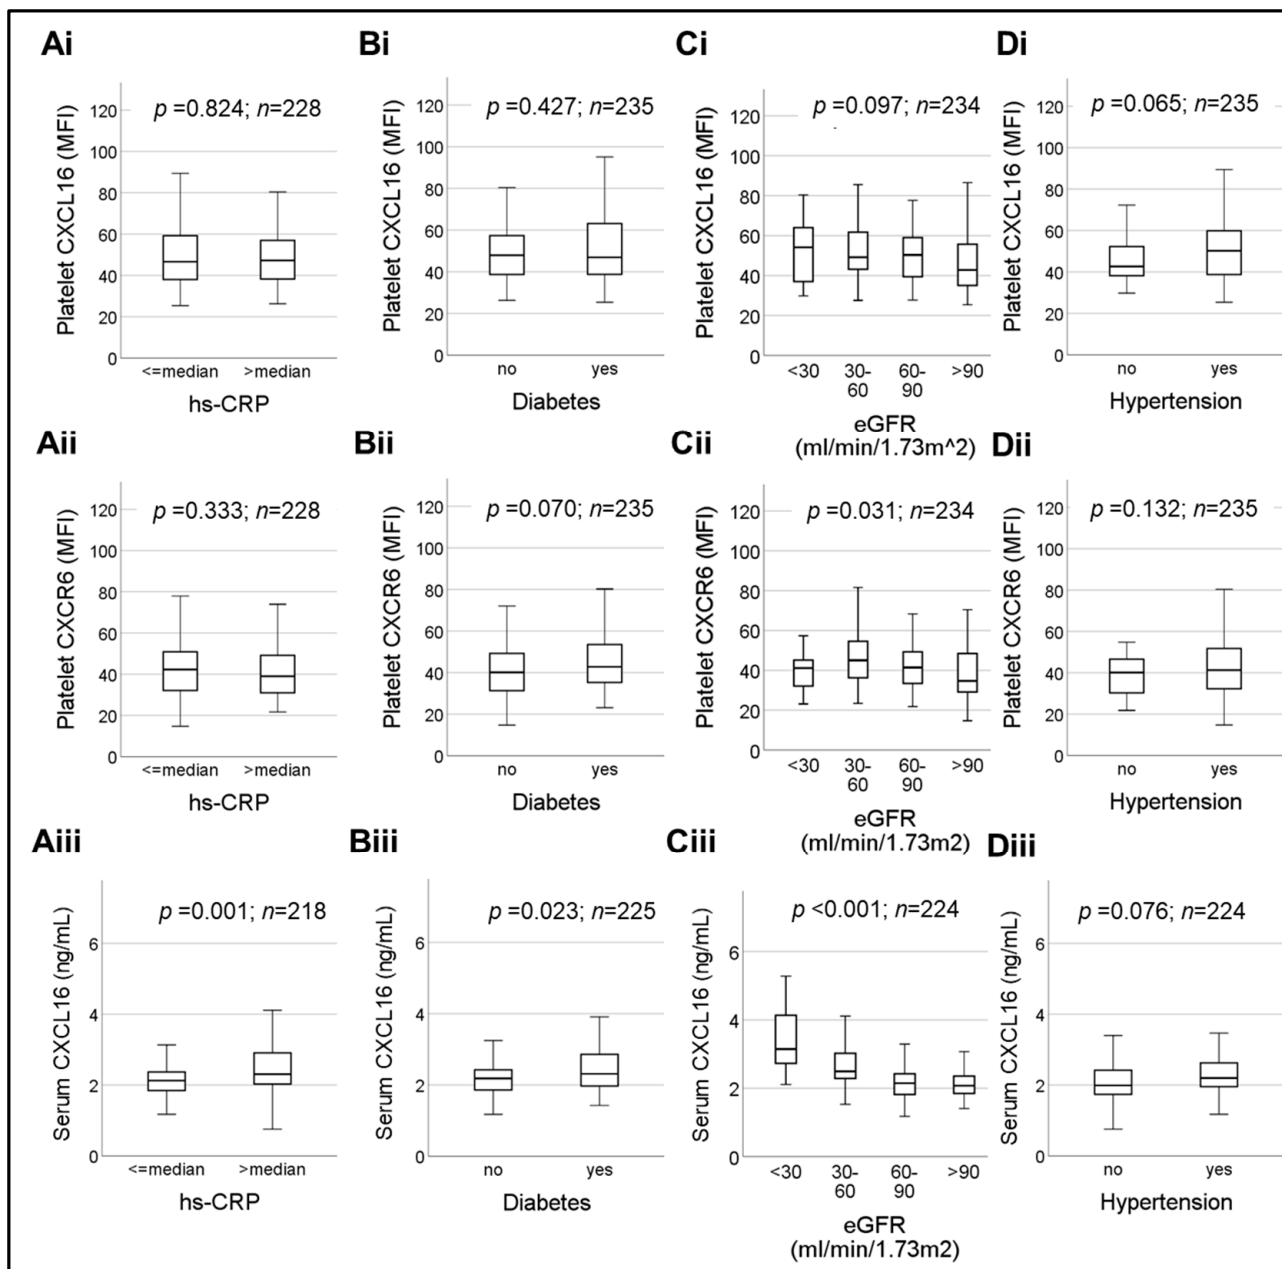 Ai
Platelet CXCL16 (MFI)
p =0.824; n=228
120
100
80
60
40
20
0
<=median >median
hs-CRP
Bi
Platelet CXCL16 (MFI)
p =0.427; n=235
120
100
80
60
40
20
0
no yes
Diabetes
Ci
Platelet CXCL16 (MFI)
p =0.097; n=234
120
100
80
60
40
20
0
<30 30- 60- >90
60 90
eGFR
(ml/min/1.73m^2)
Di
Platelet CXCL16 (MFI)
p =0.065; n=235
120
100
80
60
40
20
0
no yes
Hypertension
Aii
Platelet CXCR6 (MFI)
p =0.333; n=228
120
100
80
60
40
20
0
<=median >median
hs-CRP
Bii
Platelet CXCR6 (MFI)
p =0.070; n=235
120
100
80
60
40
20
0
no yes
Diabetes
Cii
Platelet CXCR6 (MFI)
p =0.031; n=234
120
100
80
60
40
20
0
<30 30- 60- >90
60 90
eGFR
(ml/min/1.73m2)
Dii
Platelet CXCR6 (MFI)
p =0.132; n=235
120
100
80
60
40
20
0
no yes
Hypertension
Aiii
Serum CXCL16 (ng/mL)
p =0.001; n=218
6
4
2
0
<=median >median
hs-CRP
Biii
Serum CXCL16 (ng/mL)
p =0.023; n=225
6
4
2
0
no yes
Diabetes
Ciii
Serum CXCL16 (ng/mL)
p <0.001; n=224
6
4
2
0
<30 30- 60- >90
60 90
eGFR
(ml/min/1.73m2)
Diii
Serum CXCL16 (ng/mL)
p =0.076; n=224
6
4
2
0
no yes
Hypertension